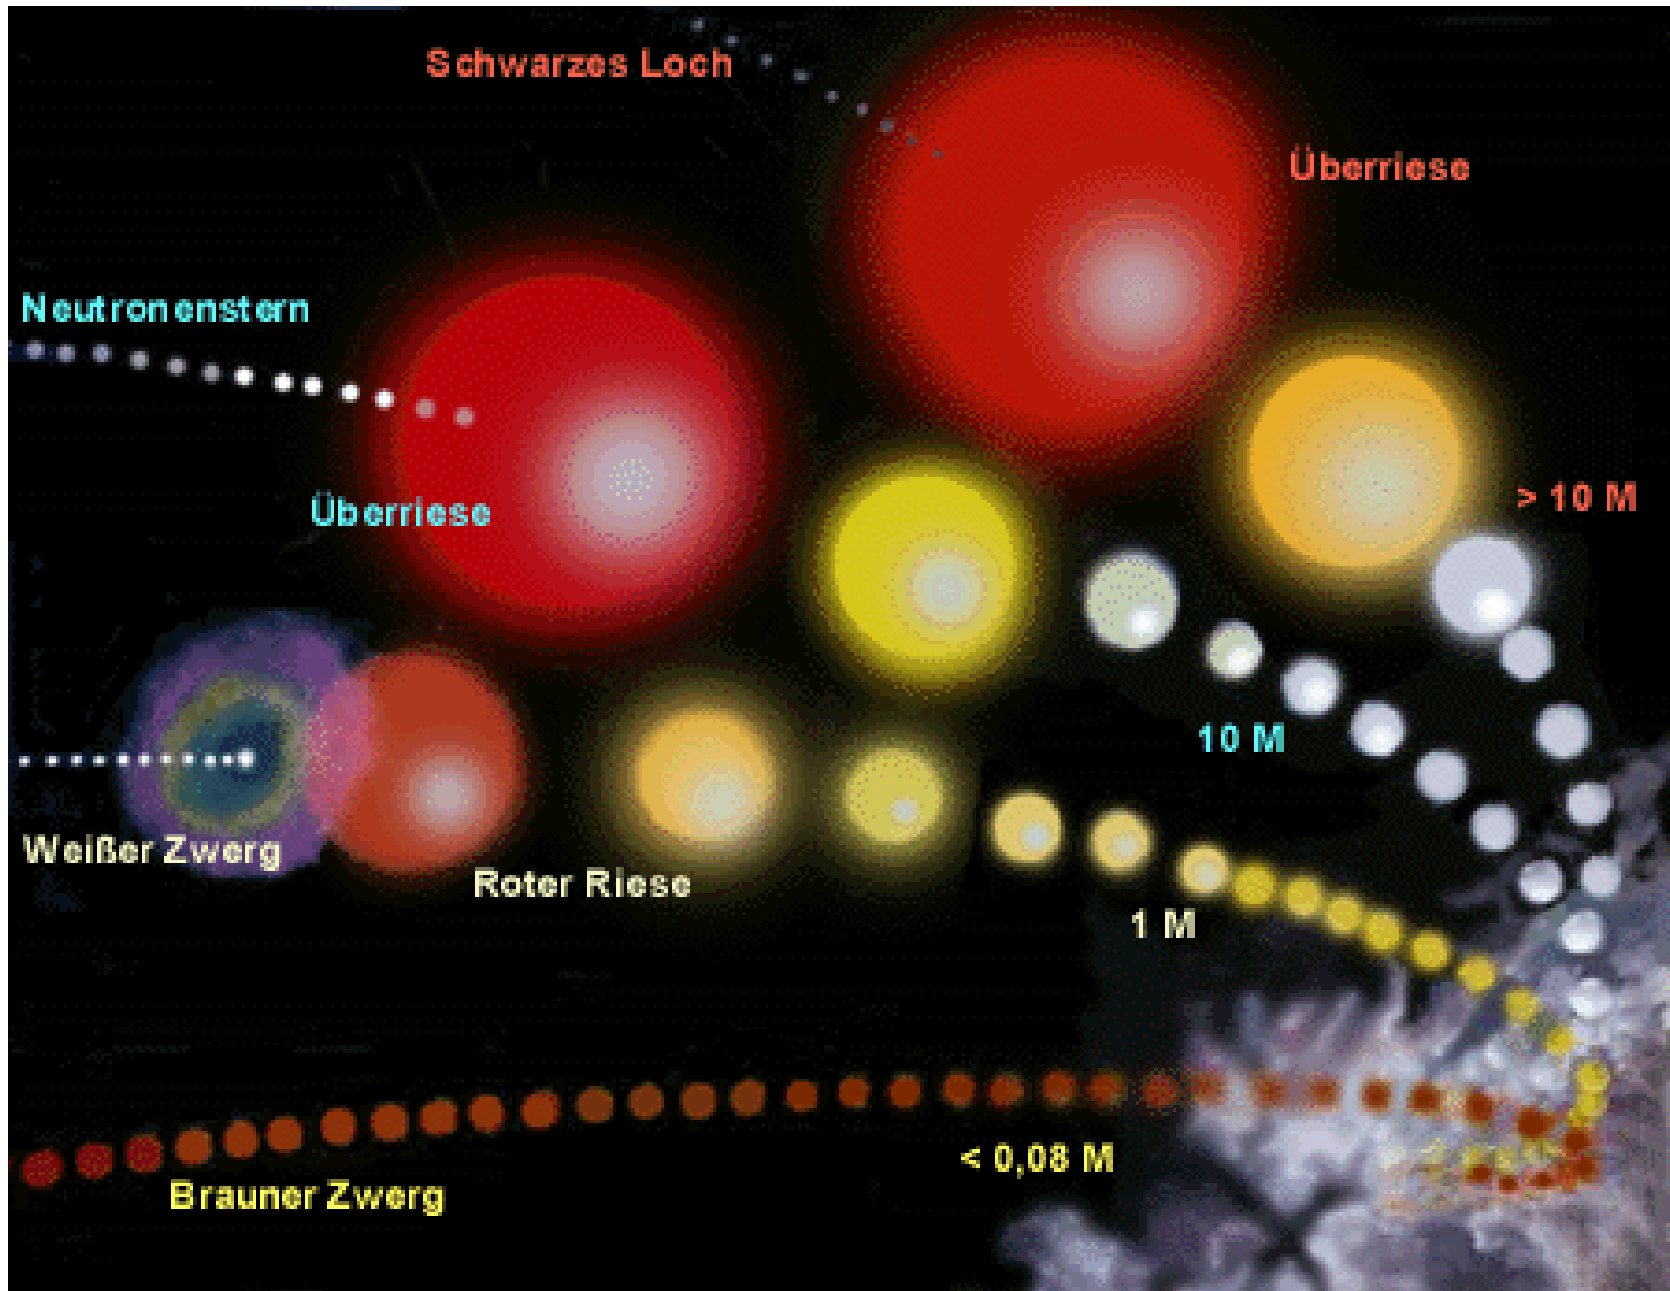 Schwarzes Loch
Überriese
Neutronenstern
> 10 M
Überriese
10 M
Weißer Zwerg
Roter Riese
1 M
< 0,08 M
Brauner Zwerg